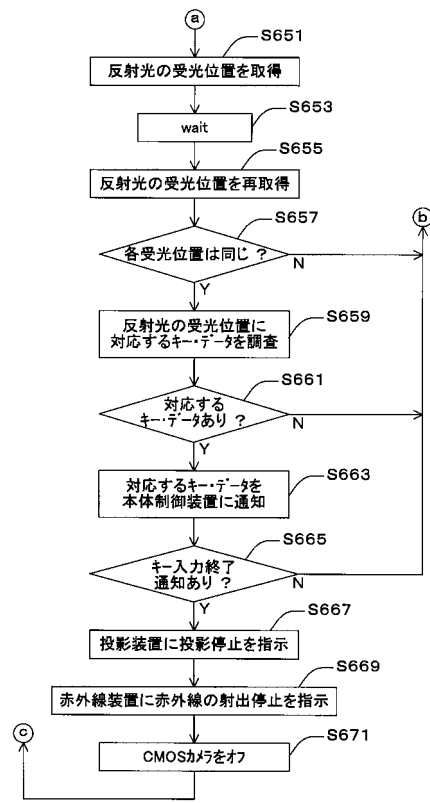 a
S651
反射光の受光位置を取得
S653
wait
S655
反射光の受光位置を再取得
S657
b
各受光位置は同じ ?
N
Y
S659
反射光の受光位置に
対応するキー・データを調査
S661
対応する
キー・データあり ?
N
Y
S663
対応するキー・データを
本体制御装置に通知
S665
キー入力終了
通知あり ?
N
Y
S667
投影装置に投影停止を指示
S669
赤外線装置に赤外線の射出停止を指示
S671
c
CMOSカメラをオフ